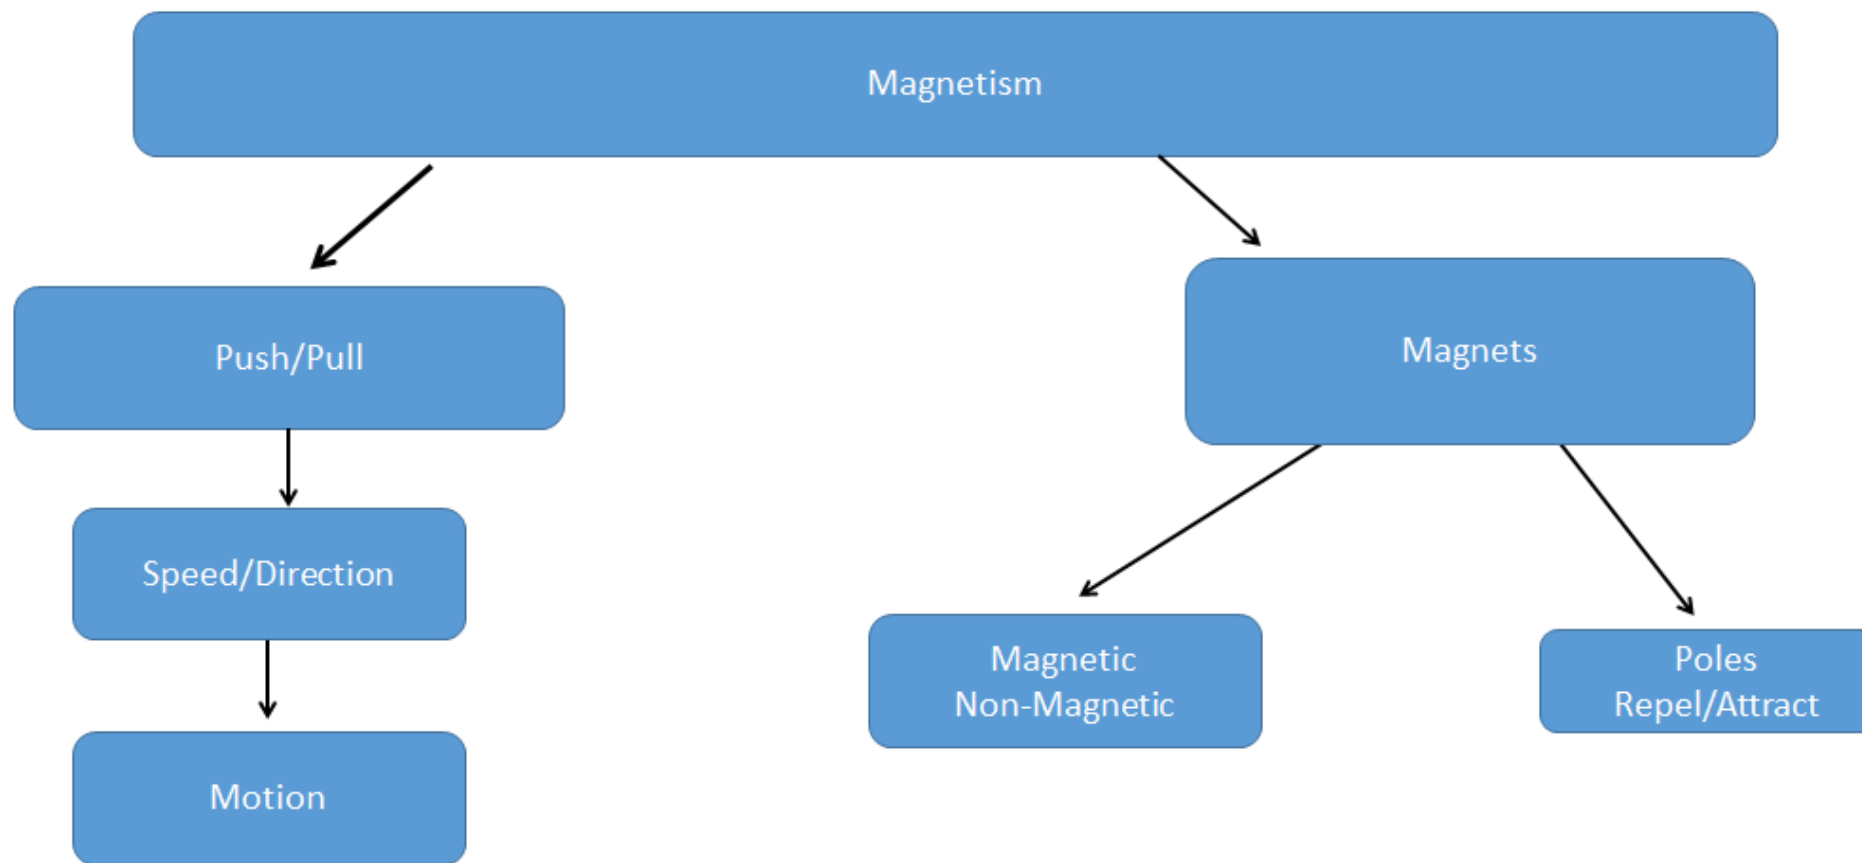 Magnetism
Push/Pull
Magnets
Speed/Direction
Magnetic
Non-Magnetic
Poles
Repel/Attract
Motion